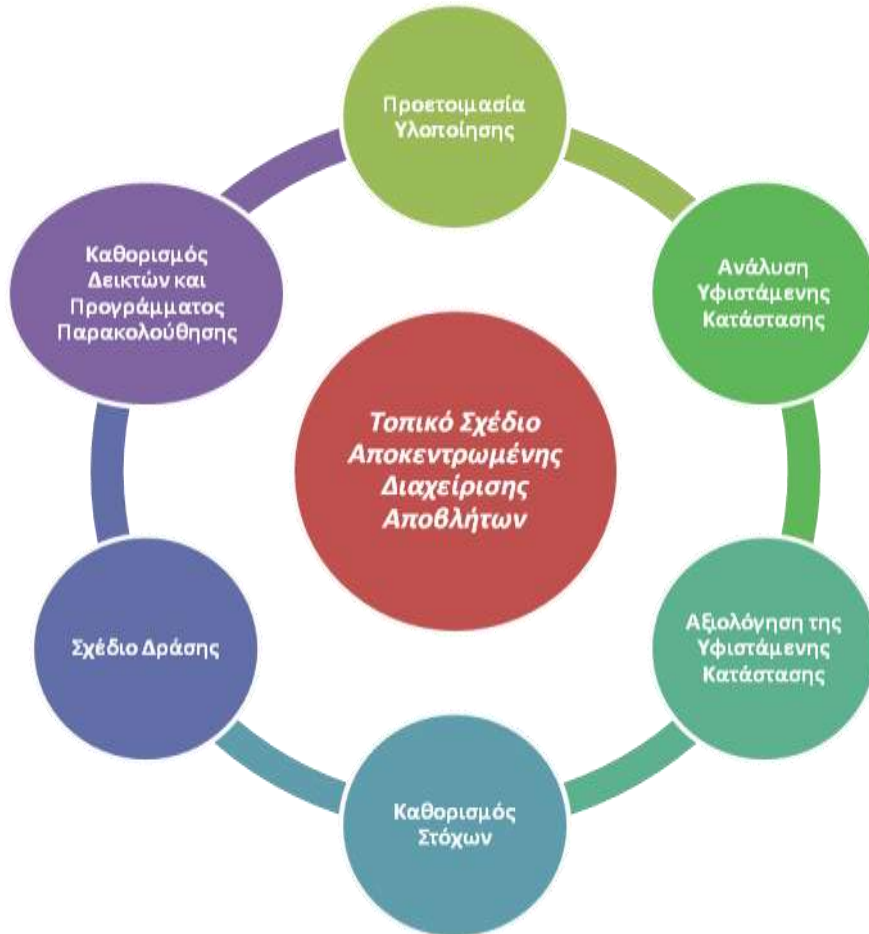 Προετοιμασία
Υλοποίησης
Ανάλυση
Υφιστάμενης
Κατάστασης
Αξιολόγηση της
Υφιστάμενης
Κατάστασης
Καθορισμός
Στόχων
Σχέδιο Δράσης
Καθορισμός
Δεικτών και
Προγράμματος
Παρακολούθησης
Τοπικό Σχέδιο
Αποκεντρωμένης
Διαχείρισης
Αποβλήτων